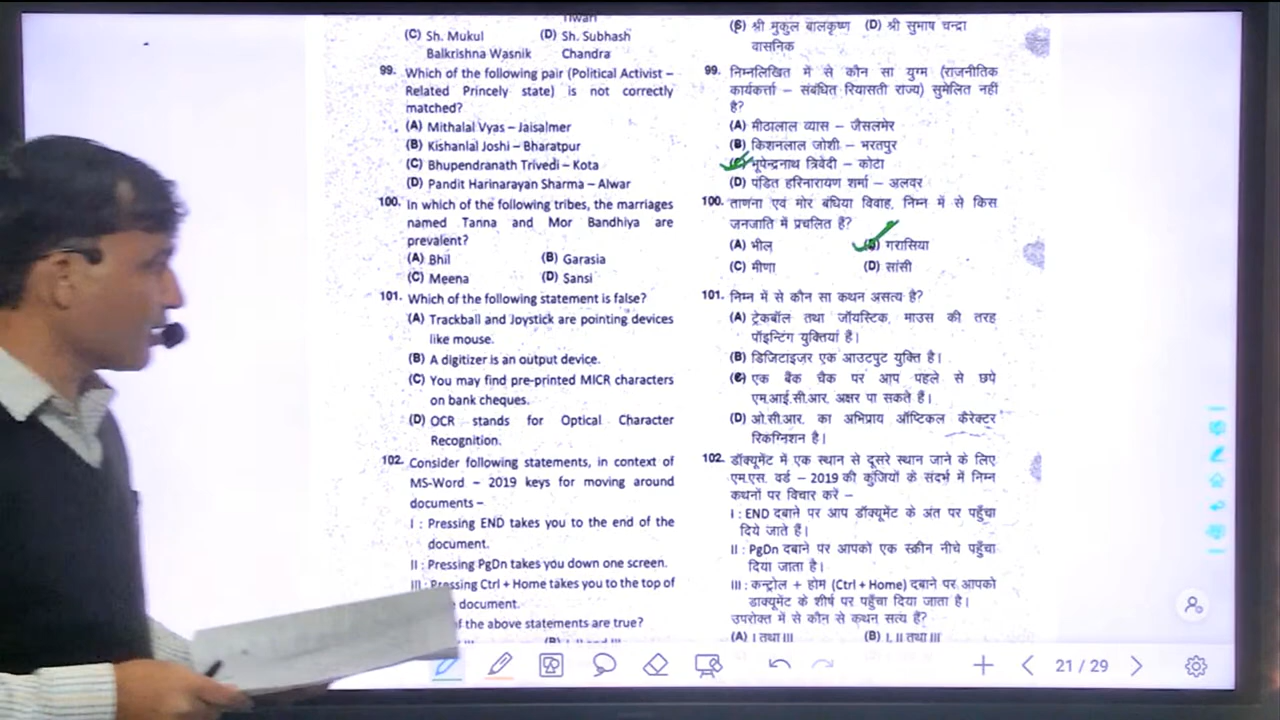 Tiwari
(C) Sh. Mukul (D) Sh. Subhash
Balkrishna Wasnik Chandra
99. Which of the following pair (Political Activist –
Related Princely state) is not correctly
matched?
(A) Mithalal Vyas – Jaisalmer
(B) Kishanlal Joshi – Bharatpur
(C) Bhupendranath Trivedi – Kota
(D) Pandit Harinarayan Sharma – Alwar
100. In which of the following tribes, the marriages
named Tanna and Mor Bandhiya are
prevalent?
(A) Bhil (B) Garasia
(C) Meena (D) Sansi
101. Which of the following statement is false?
(A) Trackball and Joystick are pointing devices
like mouse.
(B) A digitizer is an output device.
(C) You may find pre-printed MICR characters
on bank cheques.
(D) OCR stands for Optical Character
Recognition.
102. Consider following statements, in context of
MS-Word – 2019 keys for moving around
documents –
I : Pressing END takes you to the end of the
document.
II : Pressing PgDn takes you down one screen.
III : Pressing Ctrl + Home takes you to the top of
document.
f the above statements are true?
श्री मुकुल बालकृष्ण (D) श्री सुभाष चन्द्रा
वासनिक
99. निम्नलिखित में से कौन सा युग्म (राजनीतिक
कार्यकर्त्ता – संबंधित रियासती राज्य) सुमेलित नहीं
है?
(A) मीठालाल व्यास – जैसलमेर
(B) किशनलाल जोशी – भरतपुर
भूपेन्द्रनाथ त्रिवेदी – कोटा
(D) पंडित हरिनारायण शर्मा – अलवर
100. ताणना एवं मोर बंधिया विवाह, निम्न में से किस
जनजाति में प्रचलित है?
(A) भील (B) गरासिया
(C) मीणा (D) सांसी
101. निम्न में से कौन सा कथन असत्य है?
(A) ट्रेकबॉल तथा जॉयस्टिक, माउस की तरह
पॉइन्टिंग युक्तियां हैं।
(B) डिजिटाइजर एक आउटपुट युक्ति है।
(C) एक बैंक चैक पर आप पहले से छपे
एम.आई.सी.आर. अक्षर पा सकते हैं।
(D) ओ.सी.आर. का अभिप्राय ऑप्टिकल कैरेक्टर
रिकग्निशन है।
102. डॉक्यूमेंट में एक स्थान से दूसरे स्थान जाने के लिए
एम.एस. वर्ड – 2019 की कुंजियों के संदर्भ में निम्न
कथनों पर विचार करें –
I : END दबाने पर आप डॉक्यूमेंट के अंत पर पहुँचा
दिये जाते हैं।
II : PgDn दबाने पर आपको एक स्क्रीन नीचे पहुँचा
दिया जाता है।
III : कन्ट्रोल + होम (Ctrl + Home) दबाने पर आपको
डाक्यूमेंट के शीर्ष पर पहुँचा दिया जाता है।
उपरोक्त में से कौन से कथन सत्य हैं?
(A) I तथा III (B) I, II तथा III
21 / 29